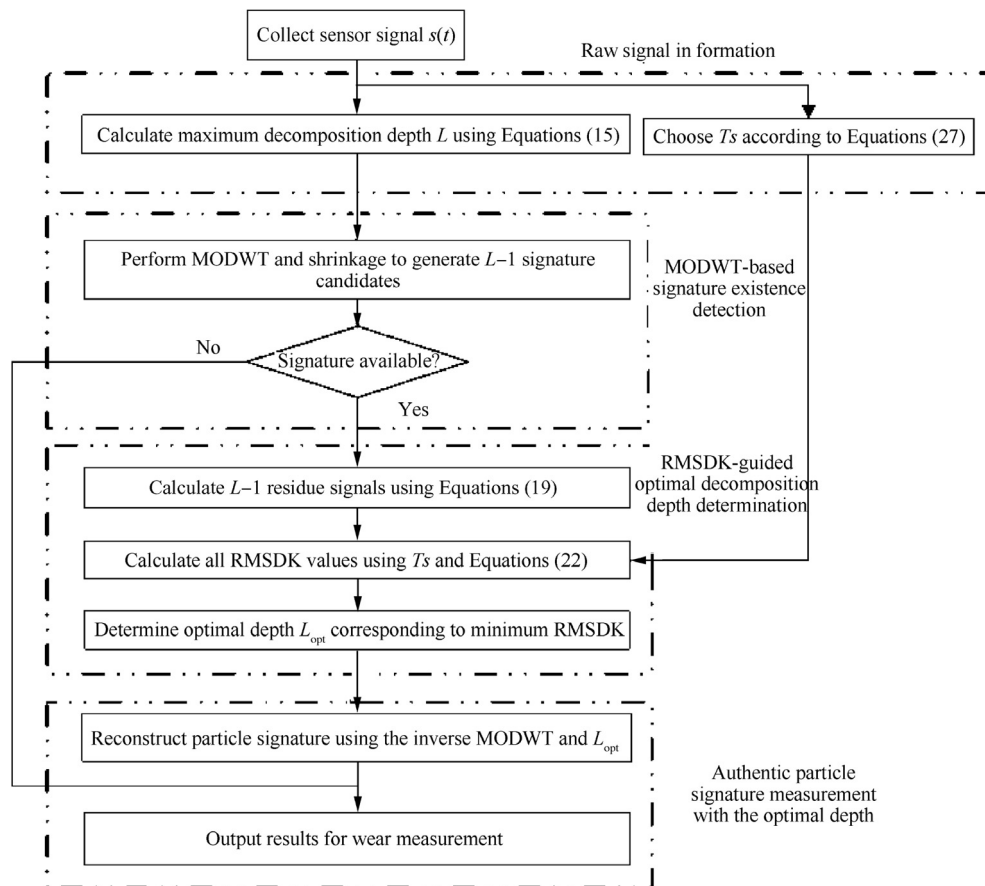 Collect sensor signal s(t)
Raw signal in formation
Calculate maximum decomposition depth L using Equations (15)
Choose Ts according to Equations (27)
Perform MODWT and shrinkage to generate L−1 signature
candidates
MODWT-based
signature existence
detection
No
Signature available?
Yes
RMSDK-guided
optimal decomposition
depth determination
Calculate L−1 residue signals using Equations (19)
Calculate all RMSDK values using Ts and Equations (22)
Determine optimal depth Lopt corresponding to minimum RMSDK
Reconstruct particle signature using the inverse MODWT and Lopt
Authentic particle
signature measurement
with the optimal depth
Output results for wear measurement